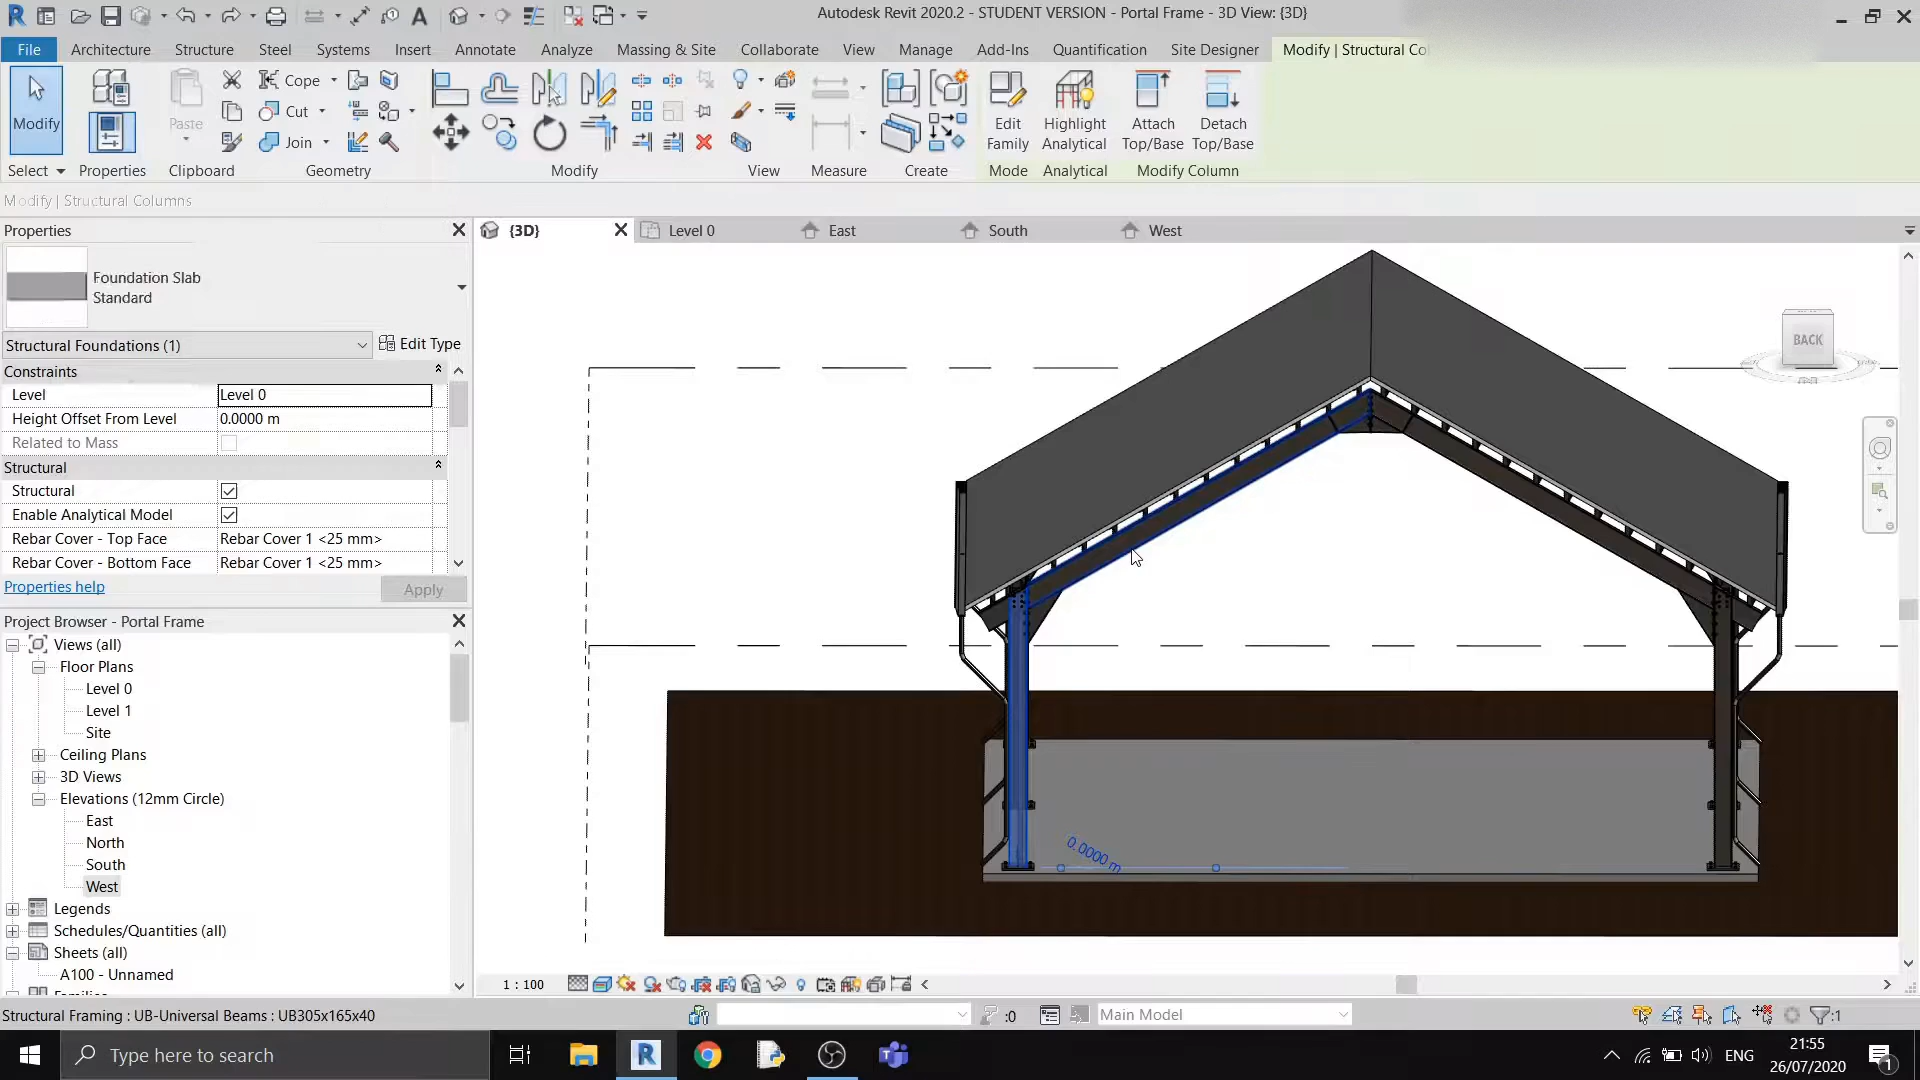 Autodesk Revit 2020.2 - STUDENT VERSION - Portal Frame - 3D View: {3D}
File Architecture Structure Steel Systems Insert Annotate Analyze Massing & Site Collaborate View Manage Add-Ins Quantification Site Designer Modify | Structural Co
Modify
Paste
Cope
Cut
Join
Edit Family
Highlight Analytical
Attach Top/Base
Detach Top/Base
Select Properties Clipboard Geometry Modify View Measure Create Mode Analytical Modify Column
Modify | Structural Columns
Properties
{3D} Level 0 East South West
Foundation Slab
Standard
Structural Foundations (1) Edit Type
Constraints
Level Level 0
Height Offset From Level 0.0000 m
Related to Mass
Structural
Structural
Enable Analytical Model
Rebar Cover - Top Face Rebar Cover 1 <25 mm>
Rebar Cover - Bottom Face Rebar Cover 1 <25 mm>
Properties help Apply
BACK
0.0000 m
Project Browser - Portal Frame
Views (all)
Floor Plans
Level 0
Level 1
Site
Ceiling Plans
3D Views
Elevations (12mm Circle)
East
North
South
West
Legends
Schedules/Quantities (all)
Sheets (all)
A100 - Unnamed
1 : 100
Structural Framing : UB-Universal Beams : UB305x165x40
:0
Main Model
:1
Type here to search
ENG
21:55
26/07/2020
1